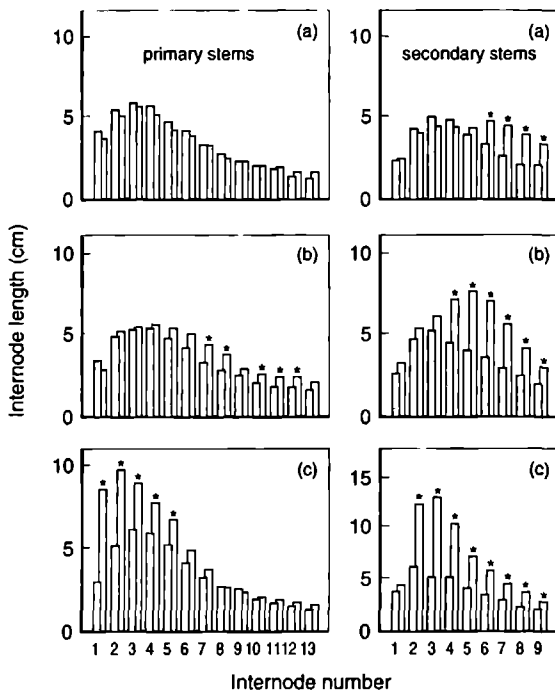 10
(a)
primary stems
5
0
10
(a)
secondary stems
5
0
Internode length (cm)
10
(b)
5
0
10
(b)
5
0
10
(c)
5
0
1 2 3 4 5 6 7 8 9 10 11 12 13
15
(c)
10
5
0
1 2 3 4 5 6 7 8 9
Internode number